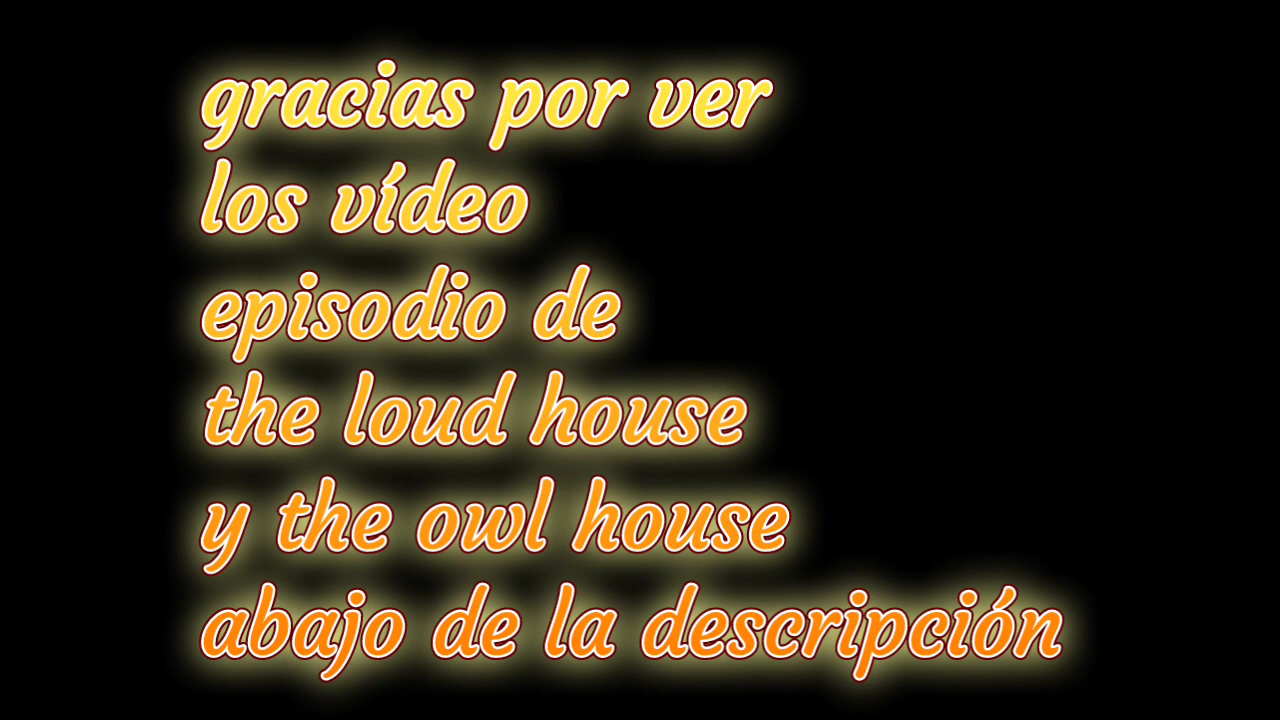 gracias por ver
los vídeo
episodio de
the loud house
y the owl house
abajo de la descripción